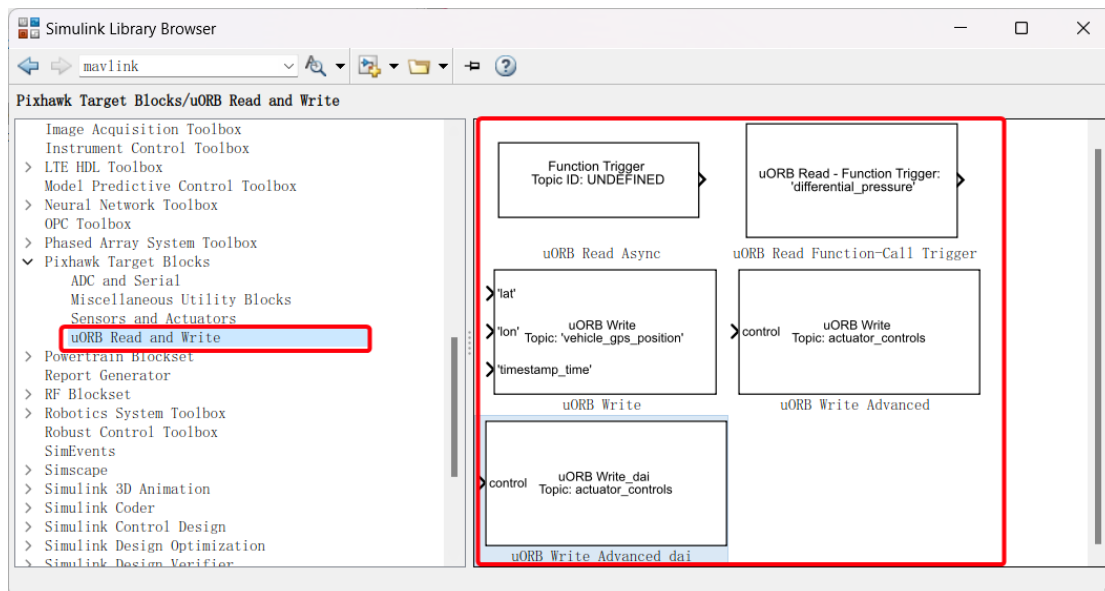 Simulink Library Browser
mavlink
Pixhawk Target Blocks/uORB Read and Write
Image Acquisition Toolbox
Instrument Control Toolbox
LTE HDL Toolbox
Model Predictive Control Toolbox
Neural Network Toolbox
OPC Toolbox
Phased Array System Toolbox
Pixhawk Target Blocks
ADC and Serial
Miscellaneous Utility Blocks
Sensors and Actuators
uORB Read and Write
Powertrain Blockset
Report Generator
RF Blockset
Robotics System Toolbox
Robust Control Toolbox
SimEvents
Simscape
Simulink 3D Animation
Simulink Coder
Simulink Control Design
Simulink Design Optimization
Simulink Design Verifier
Function Trigger
Topic ID: UNDEFINED
uORB Read Async
uORB Read - Function Trigger:
'differential_pressure'
uORB Read Function-Call Trigger
'lat'
'lon'
'timestamp_time'
uORB Write
Topic: 'vehicle_gps_position'
uORB Write
control
uORB Write
Topic: actuator_controls
uORB Write Advanced
control
uORB Write_dai
Topic: actuator_controls
uORB Write Advanced dai